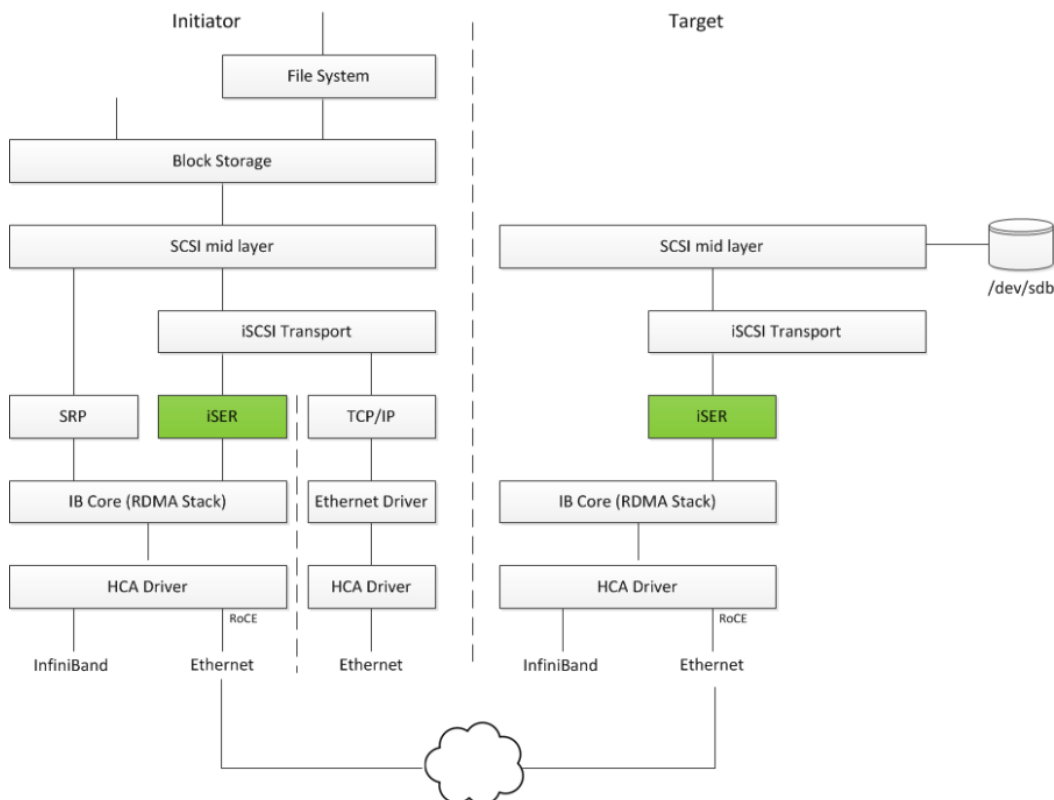 Initiator
Target
File System
Block Storage
SCSI mid layer
SCSI mid layer
/dev/sdb
iSCSI Transport
iSCSI Transport
SRP
iSER
TCP/IP
iSER
IB Core (RDMA Stack)
Ethernet Driver
IB Core (RDMA Stack)
HCA Driver
HCA Driver
HCA Driver
RoCE
RoCE
InfiniBand
Ethernet
Ethernet
InfiniBand
Ethernet